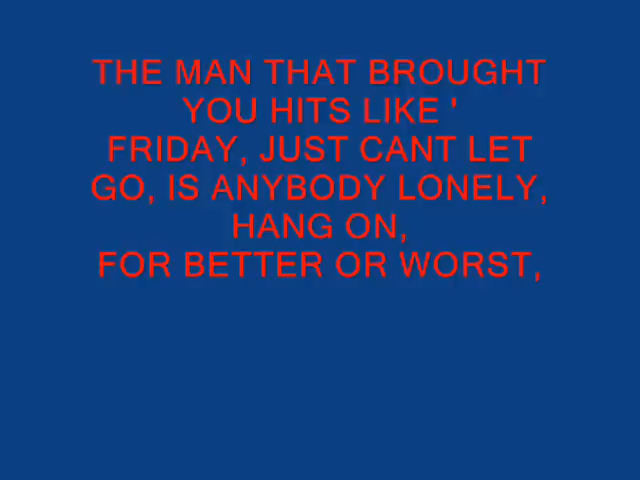 THE MAN THAT BROUGHT
YOU HITS LIKE '
FRIDAY, JUST CANT LET
GO, IS ANYBODY LONELY,
HANG ON,
FOR BETTER OR WORST,